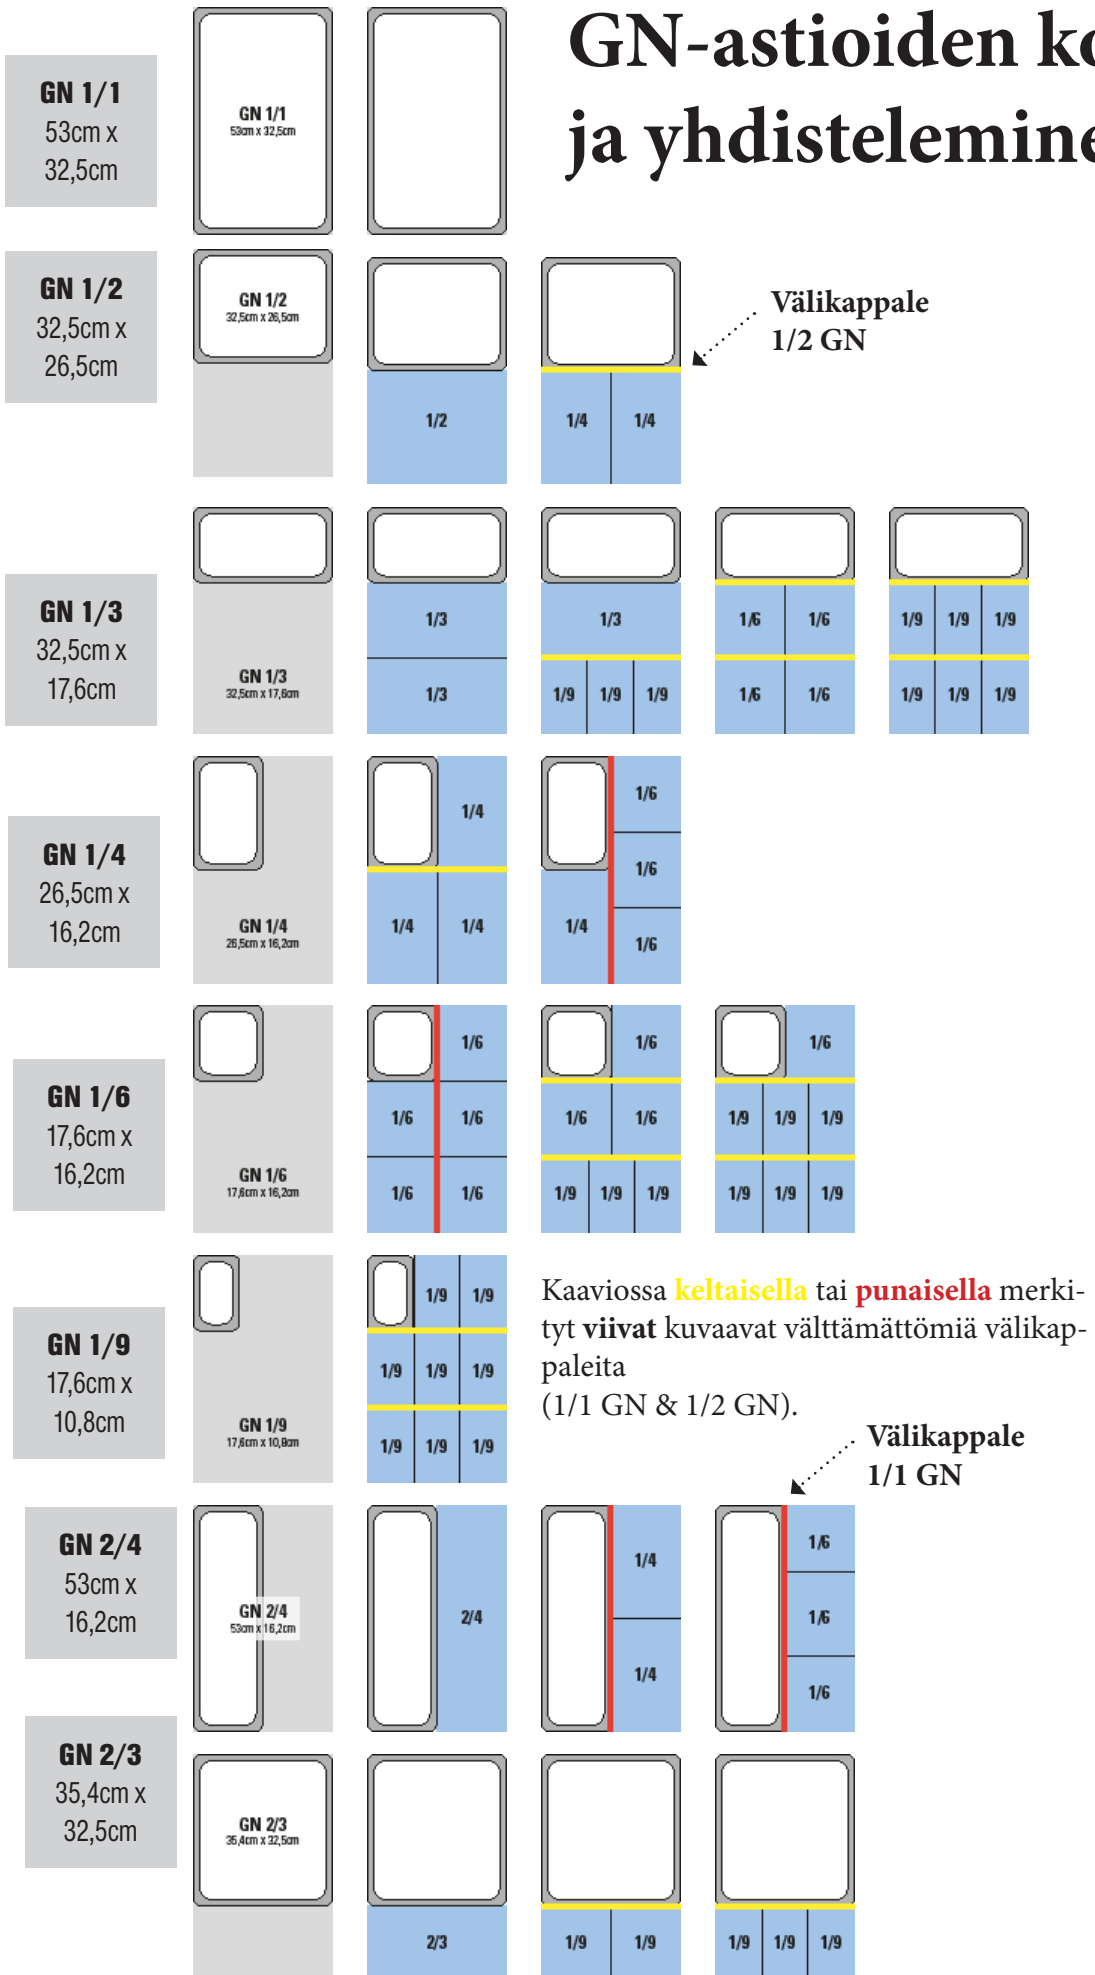 GN-astioiden ko
ja yhdistelemine
GN 1/1
53cm x
32,5cm
GN 1/1
53cm x 32,5cm
GN 1/2
32,5cm x
26,5cm
GN 1/2
32,5cm x 26,5cm
1/2
1/4 1/4
Välikappale
1/2 GN
GN 1/3
32,5cm x
17,6cm
GN 1/3
32,5cm x 17,6cm
1/3
1/3
1/3
1/9 1/9 1/9
1/6 1/6
1/6 1/6
1/9 1/9 1/9
1/9 1/9 1/9
GN 1/4
26,5cm x
16,2cm
GN 1/4
26,5cm x 16,2cm
1/4
1/4 1/4
1/6
1/6
1/4
1/6
GN 1/6
17,6cm x
16,2cm
GN 1/6
17,6cm x 16,2cm
1/6
1/6 1/6
1/6 1/6
1/6
1/6 1/6
1/9 1/9 1/9
1/6
1/9 1/9 1/9
1/9 1/9 1/9
GN 1/9
17,6cm x
10,8cm
GN 1/9
17,6cm x 10,8cm
1/9 1/9
1/9 1/9 1/9
1/9 1/9 1/9
Kaaviossa keltaisella tai punaisella merki-
tyt viivat kuvaavat välttämättömiä välikap-
paleita
(1/1 GN & 1/2 GN).
Välikappale
1/1 GN
GN 2/4
53cm x
16,2cm
GN 2/4
53cm x 16,2cm
2/4
1/4
1/4
1/6
1/6
1/6
GN 2/3
35,4cm x
32,5cm
GN 2/3
35,4cm x 32,5cm
2/3
1/9 1/9
1/9 1/9 1/9